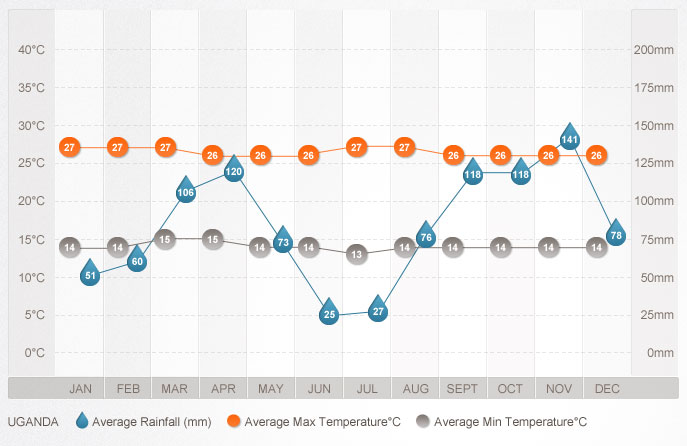 40°C 200mm
35°C 175mm
30°C 150mm
141
27 27 27 26 26 26 27 27 26 26 26 26
25°C 125mm
120 118 118
106
20°C 100mm
78
76
73
15°C 75mm
14 14 15 15 14 14 13 14 14 14 14 14
60
51
10°C 50mm
27
25
5°C 25mm
0°C 0mm
JAN FEB MAR APR MAY JUN JUL AUG SEPT OCT NOV DEC
UGANDA Average Rainfall (mm) Average Max Temperature°C Average Min Temperature°C